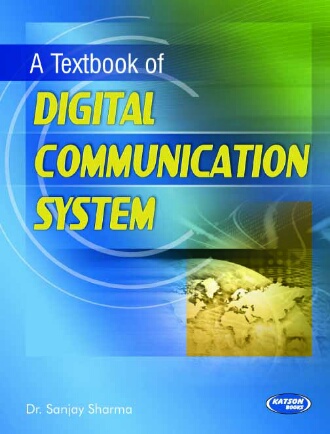 A Textbook of
DIGITAL
COMMUNICATION
SYSTEM
Dr. Sanjay Sharma
KATSON
BOOKS